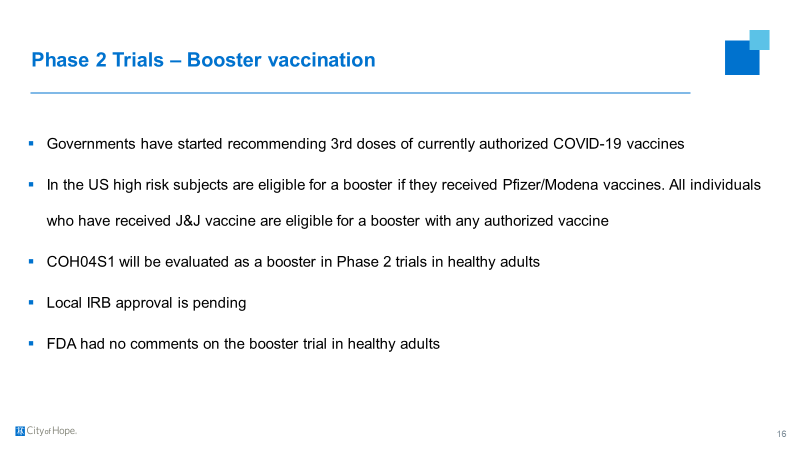 Phase 2 Trials – Booster vaccination
▪ Governments have started recommending 3rd doses of currently authorized COVID-19 vaccines
▪ In the US high risk subjects are eligible for a booster if they received Pfizer/Modena vaccines. All individuals
who have received J&J vaccine are eligible for a booster with any authorized vaccine
▪ COH04S1 will be evaluated as a booster in Phase 2 trials in healthy adults
▪ Local IRB approval is pending
▪ FDA had no comments on the booster trial in healthy adults
City of Hope.
16